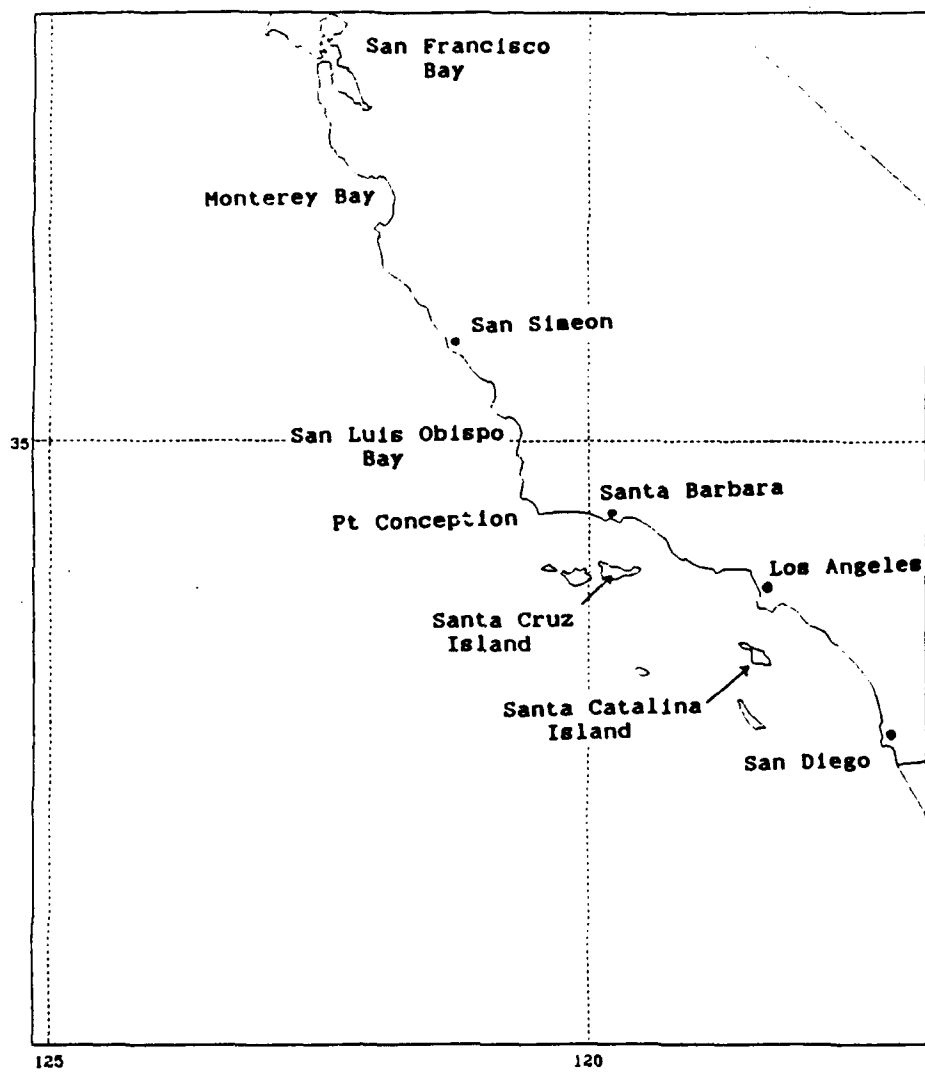 San Francisco
Bay
Monterey Bay
San Simeon
35
San Luis Obispo
Bay
Santa Barbara
Pt Conception
Los Angeles
Santa Cruz
Island
Santa Catalina
Island
San Diego
125
120